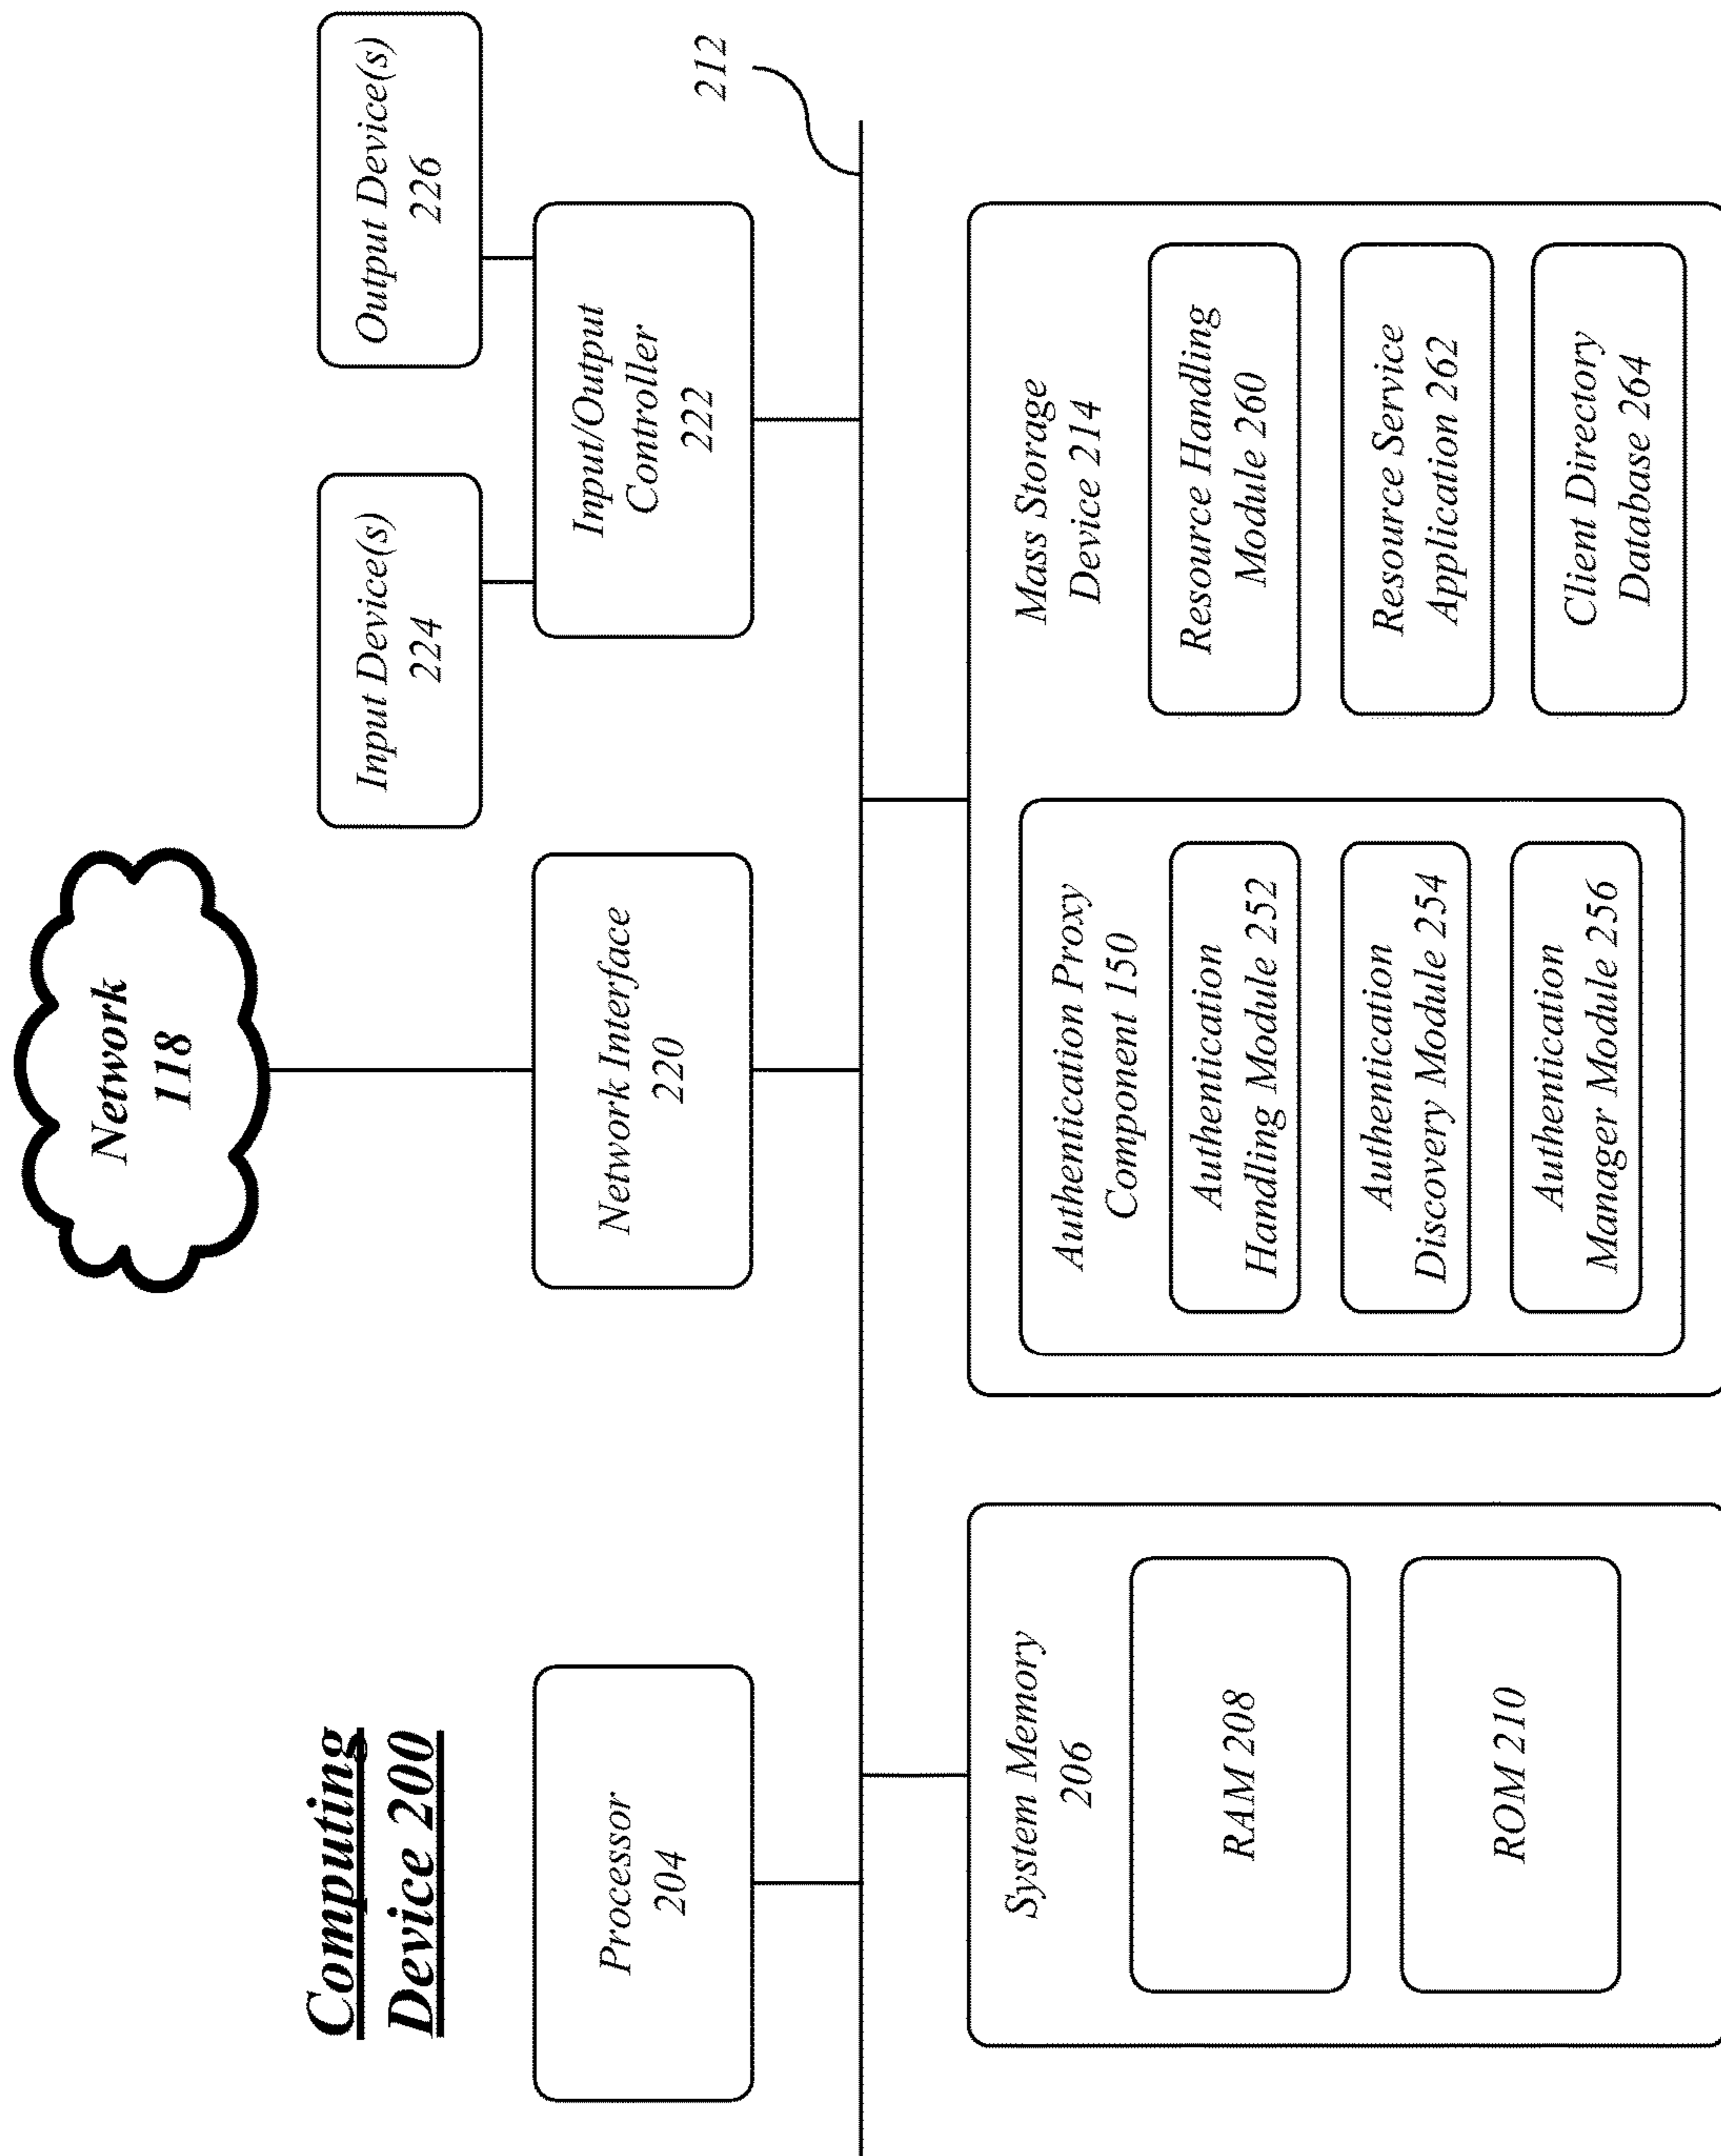 Computing
Device 200
Network
118
Processor
204
Network Interface
220
Input Device(s)
224
Output Device(s)
226
Input/Output
Controller
222
212
System Memory
206
RAM 208
ROM 210
Mass Storage
Device 214
Authentication Proxy
Component 150
Authentication
Handling Module 252
Authentication
Discovery Module 254
Authentication
Manager Module 256
Resource Handling
Module 260
Resource Service
Application 262
Client Directory
Database 264